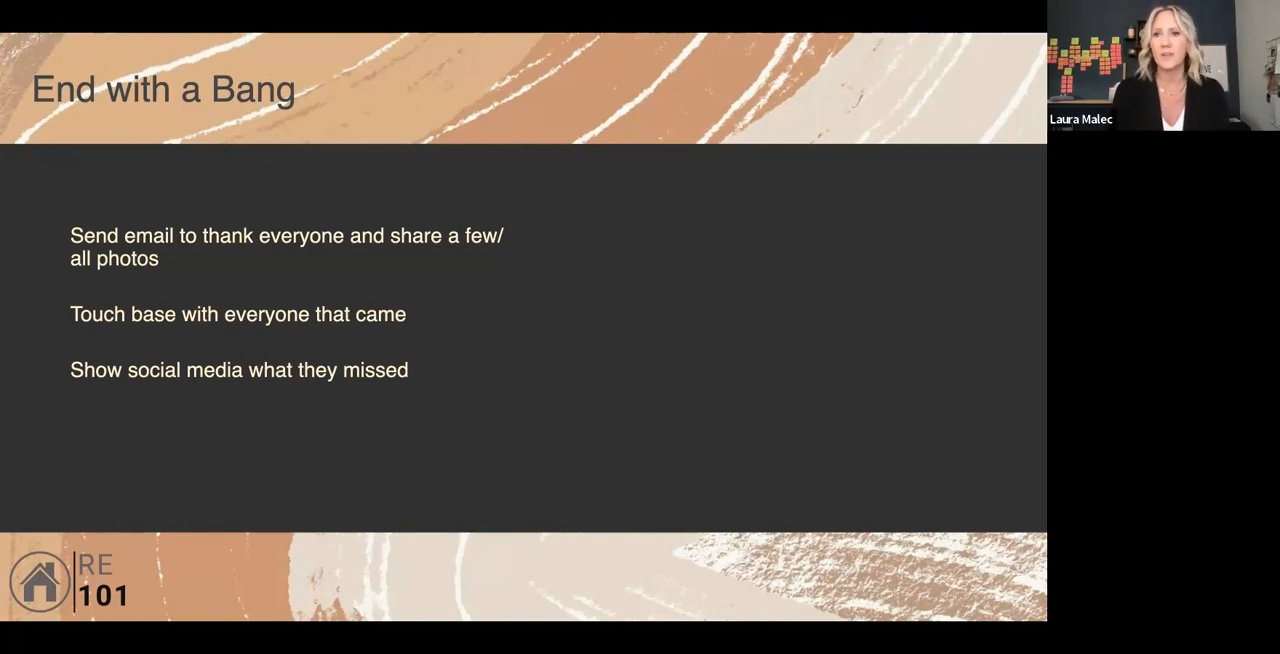 End with a Bang
Laura Malec
Send email to thank everyone and share a few/
all photos
Touch base with everyone that came
Show social media what they missed
RE
101